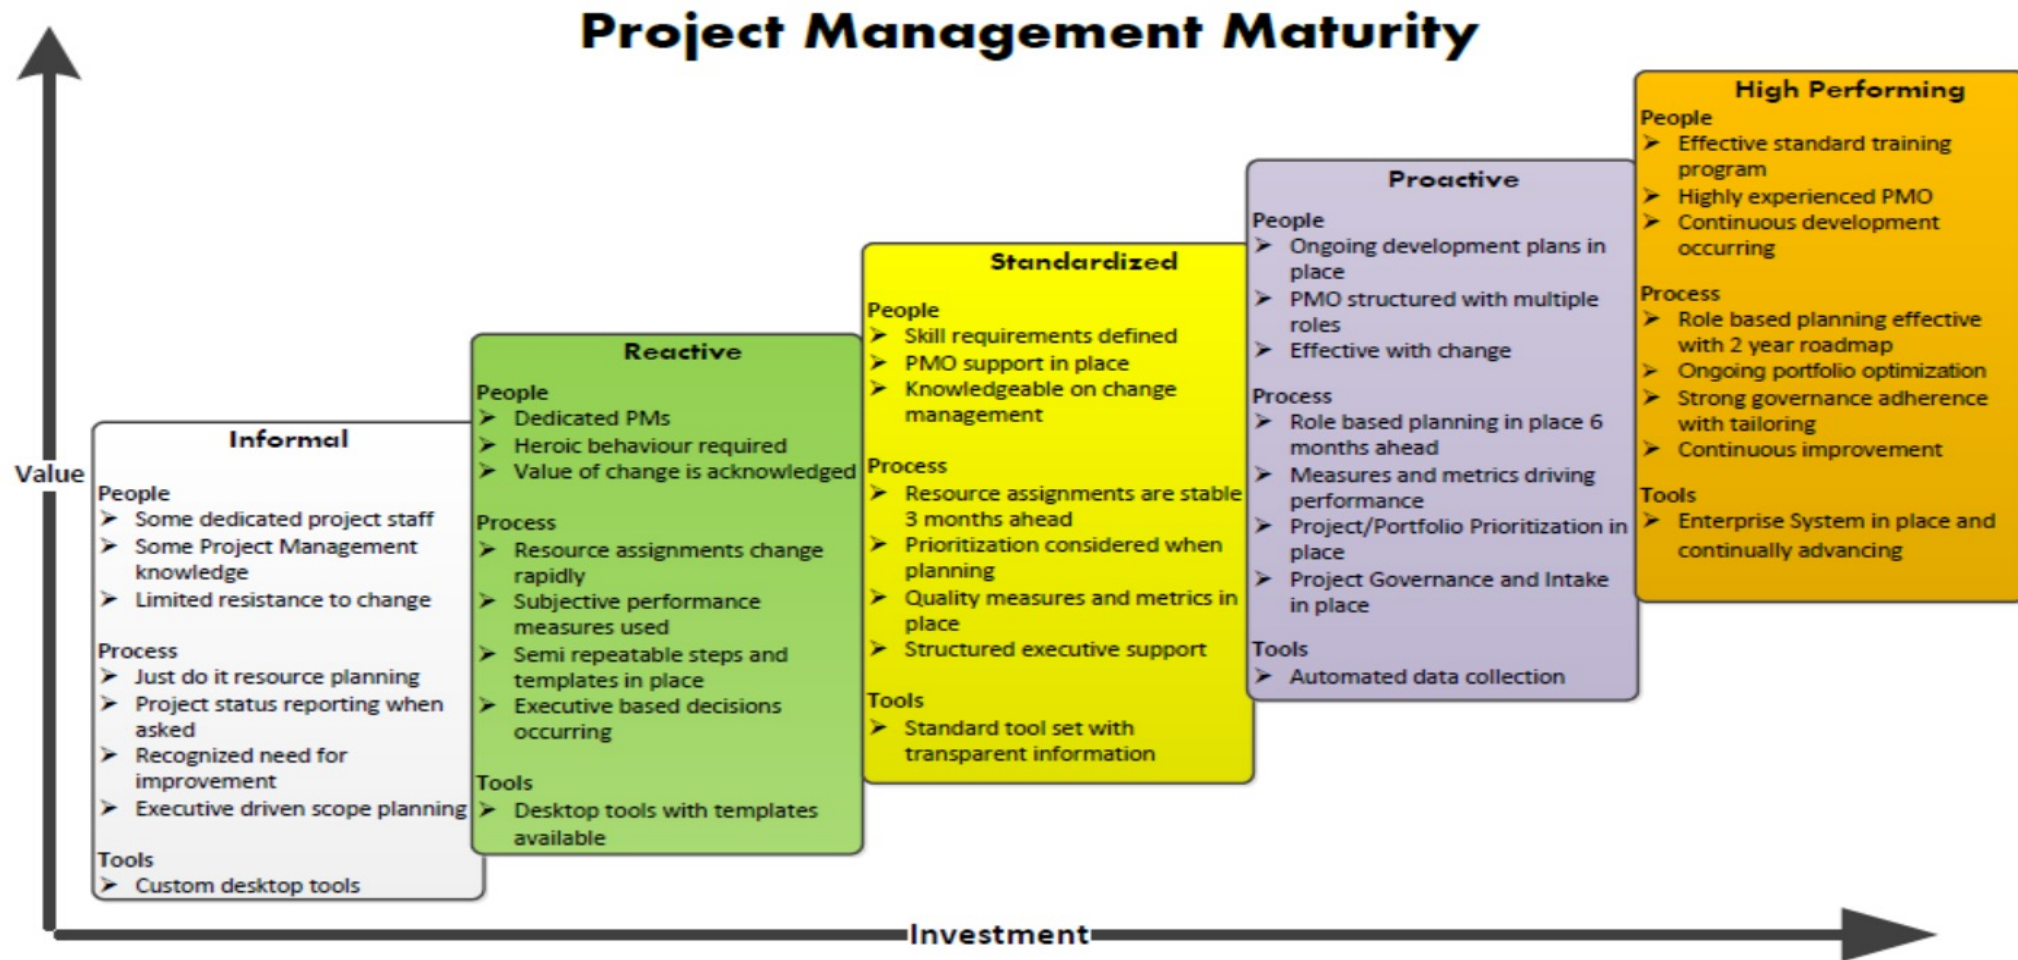 Project Management Maturity
Value
Informal
People
➢ Some dedicated project staff
➢ Some Project Management
knowledge
➢ Limited resistance to change
Process
➢ Just do it resource planning
➢ Project status reporting when
asked
➢ Recognized need for
improvement
➢ Executive driven scope planning
Tools
➢ Custom desktop tools
Reactive
People
➢ Dedicated PMs
➢ Heroic behaviour required
➢ Value of change is acknowledged
Process
➢ Resource assignments change
rapidly
➢ Subjective performance
measures used
➢ Semi repeatable steps and
templates in place
➢ Executive based decisions
occurring
Tools
➢ Desktop tools with templates
available
Standardized
People
➢ Skill requirements defined
➢ PMO support in place
➢ Knowledgeable on change
management
Process
➢ Resource assignments are stable
3 months ahead
➢ Prioritization considered when
planning
➢ Quality measures and metrics in
place
➢ Structured executive support
Tools
➢ Standard tool set with
transparent information
Proactive
People
➢ Ongoing development plans in
place
➢ PMO structured with multiple
roles
➢ Effective with change
Process
➢ Role based planning in place 6
months ahead
➢ Measures and metrics driving
performance
➢ Project/Portfolio Prioritization in
place
➢ Project Governance and Intake
in place
Tools
➢ Automated data collection
High Performing
People
➢ Effective standard training
program
➢ Highly experienced PMO
➢ Continuous development
occurring
Process
➢ Role based planning effective
with 2 year roadmap
➢ Ongoing portfolio optimization
➢ Strong governance adherence
with tailoring
➢ Continuous improvement
Tools
➢ Enterprise System in place and
continually advancing
Investment